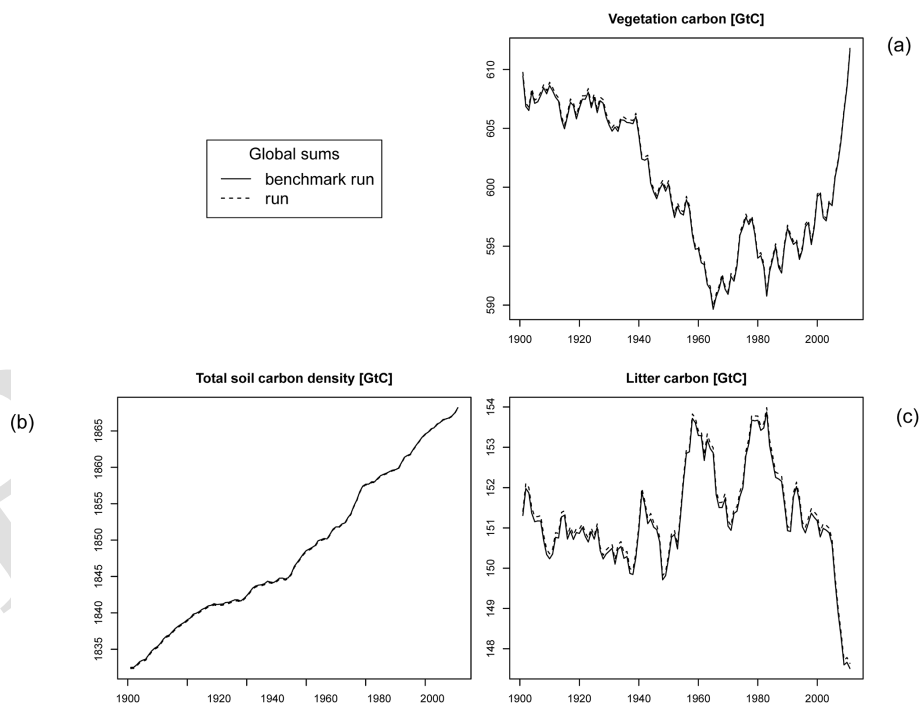 Vegetation carbon [GtC]
(a)
610
605
600
595
590
1900 1920 1940 1960 1980 2000
Global sums
benchmark run
run
Total soil carbon density [GtC]
(b)
1865
1860
1855
1850
1845
1840
1835
1900 1920 1940 1960 1980 2000
Litter carbon [GtC]
(c)
154
153
152
151
150
149
148
1900 1920 1940 1960 1980 2000